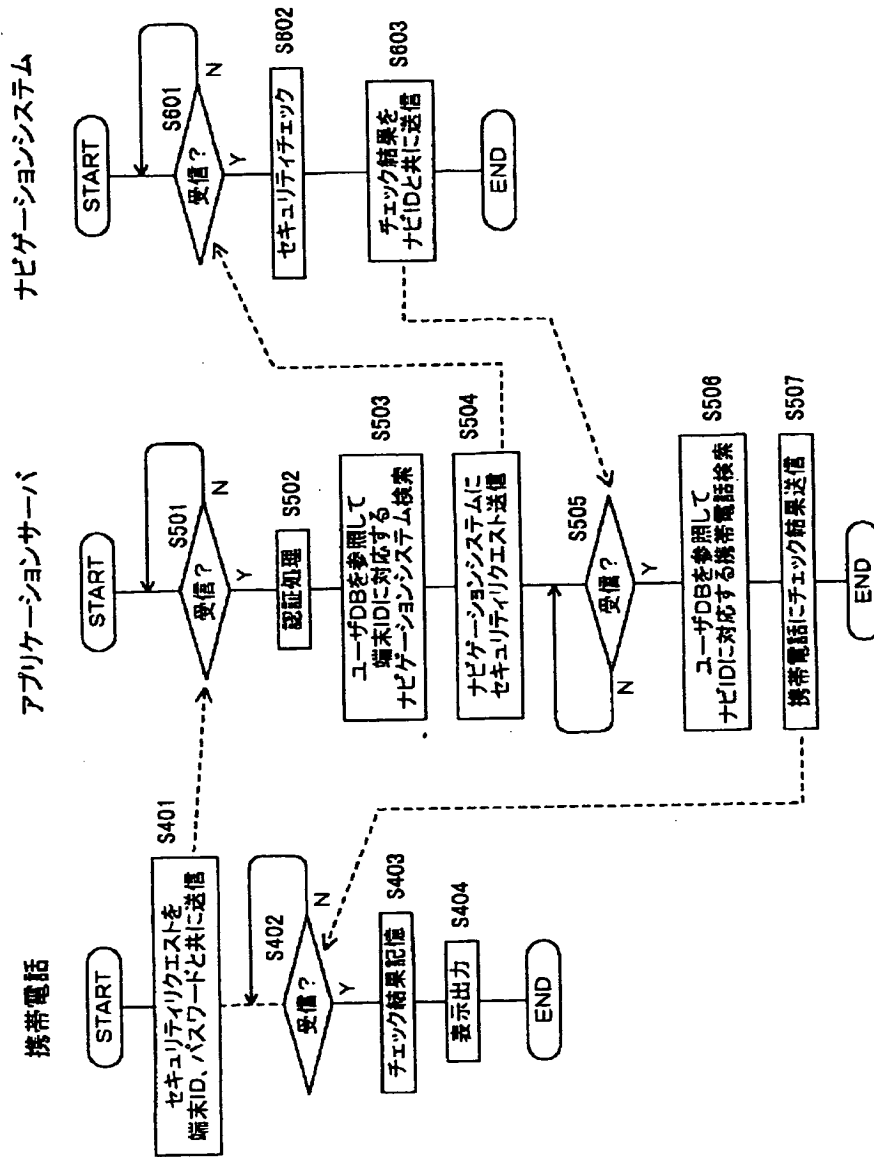 携帯電話
START
セキュリティリクエストを
端末ID、パスワードと共に送信
S401
S402
受信?
N
Y
チェック結果記憶
S403
表示出力
S404
END
アプリケーションサーバ
START
S501
受信?
N
Y
認証処理
S502
ユーザDBを参照して
端末IDに対応する
ナビゲーションシステム検索
S503
ナビゲーションシステムに
セキュリティリクエスト送信
S504
S505
受信?
N
Y
ユーザDBを参照して
ナビIDに対応する携帯電話検索
S506
携帯電話にチェック結果送信
S507
END
ナビゲーションシステム
START
S601
受信?
N
Y
セキュリティチェック
S602
チェック結果を
ナビIDと共に送信
S603
END